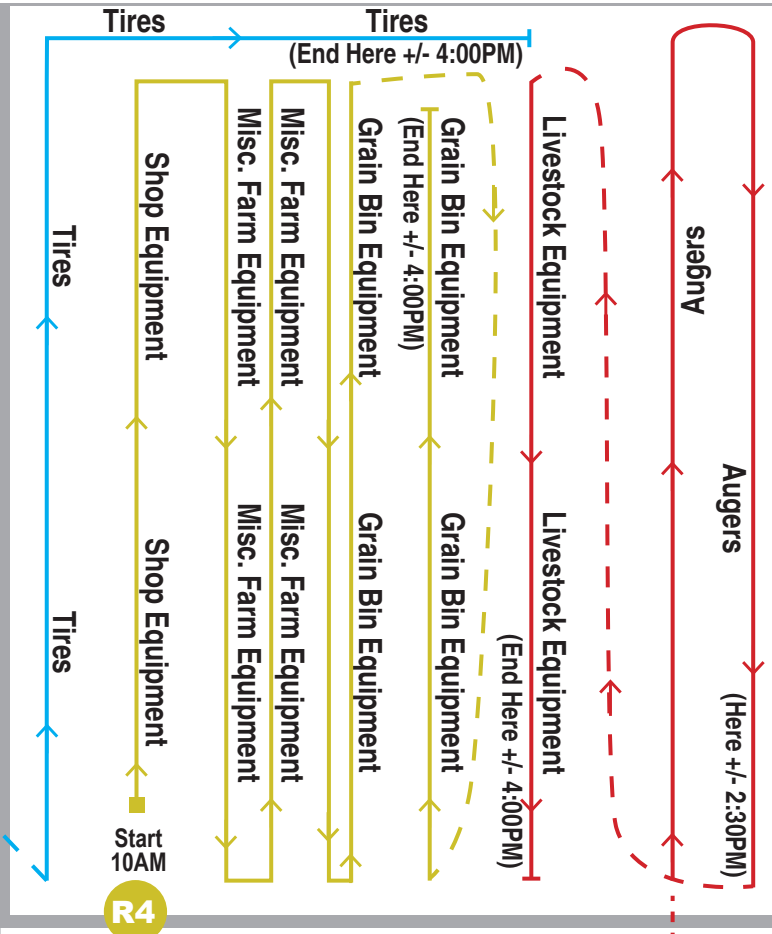 Tires
Tires
(End Here +/- 4:00PM)
Tires
Tires
Shop Equipment
Shop Equipment
Start
10AM
R4
Misc. Farm Equipment
Misc. Farm Equipment
Misc. Farm Equipment
Misc. Farm Equipment
Grain Bin Equipment
Grain Bin Equipment
Grain Bin Equipment
(End Here +/- 4:00PM)
Grain Bin Equipment
Livestock Equipment
Livestock Equipment
(End Here +/- 4:00PM)
Augers
Augers
(Here +/- 2:30PM)